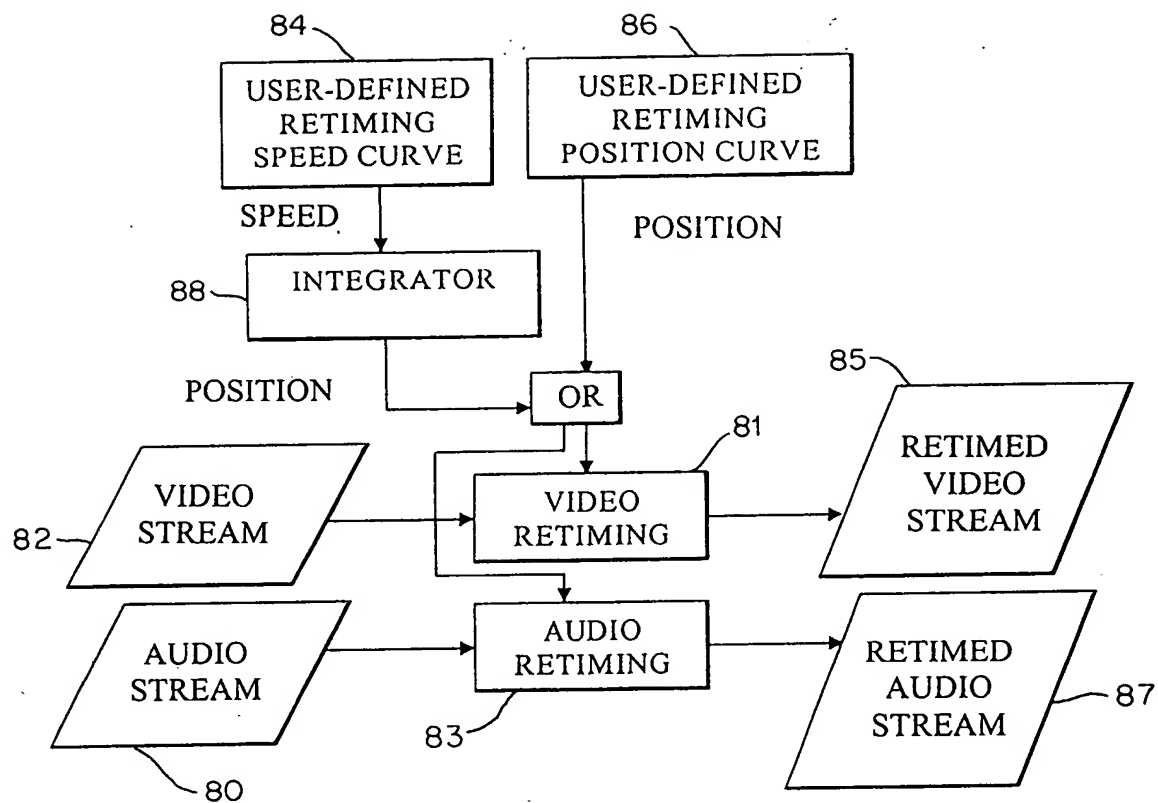 84
86
USER-DEFINED
RETIMING
SPEED CURVE
USER-DEFINED
RETIMING
POSITION CURVE
SPEED
POSITION
INTEGRATOR
88
POSITION
OR
85
81
VIDEO
STREAM
82
VIDEO
RETIMING
RETIMED
VIDEO
STREAM
AUDIO
STREAM
80
AUDIO
RETIMING
83
RETIMED
AUDIO
STREAM
87